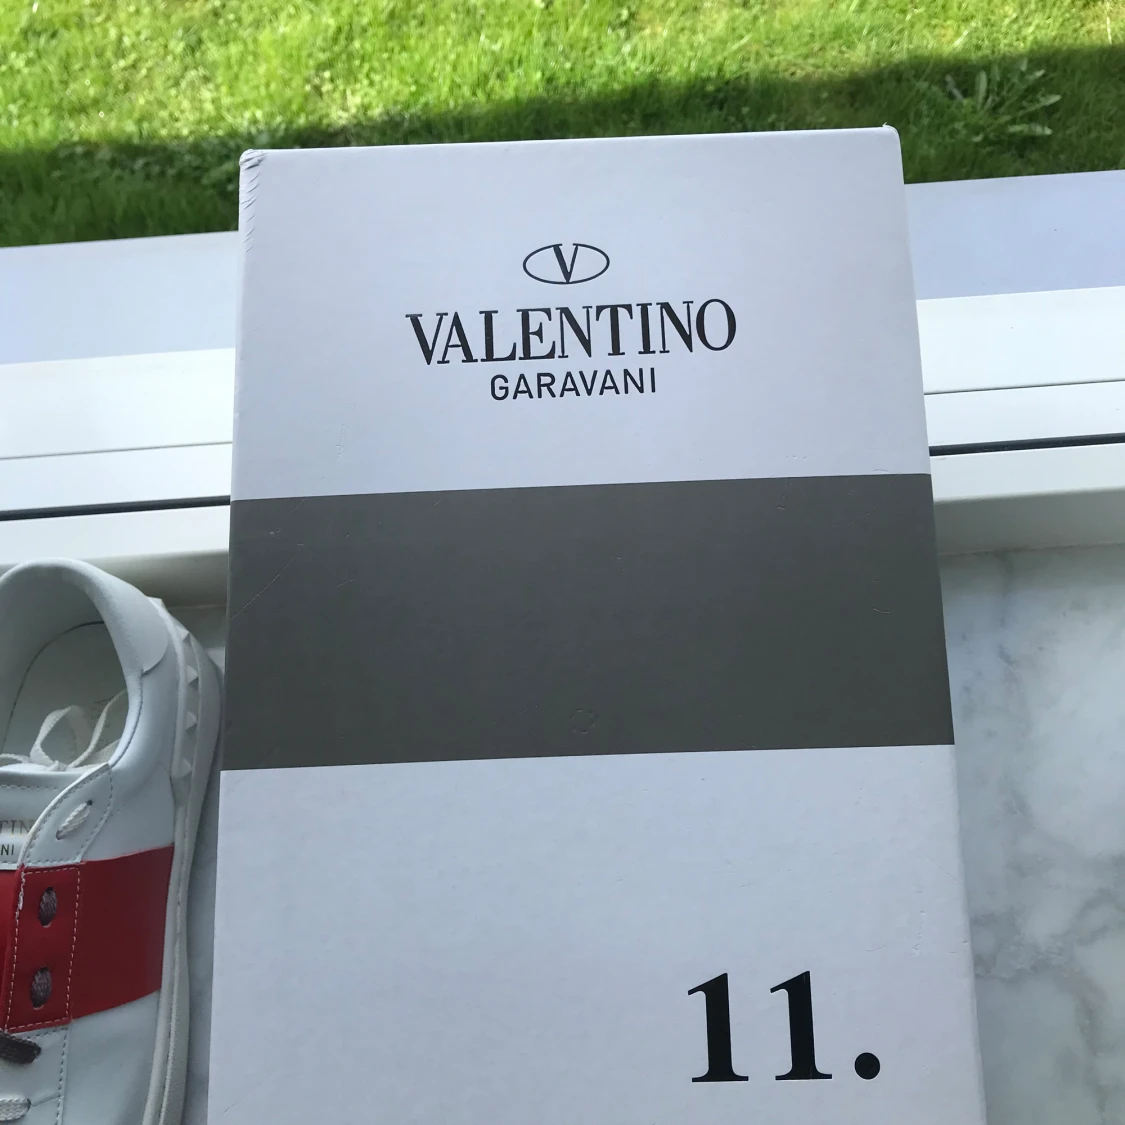 V
VALENTINO
GARAVANI
11.